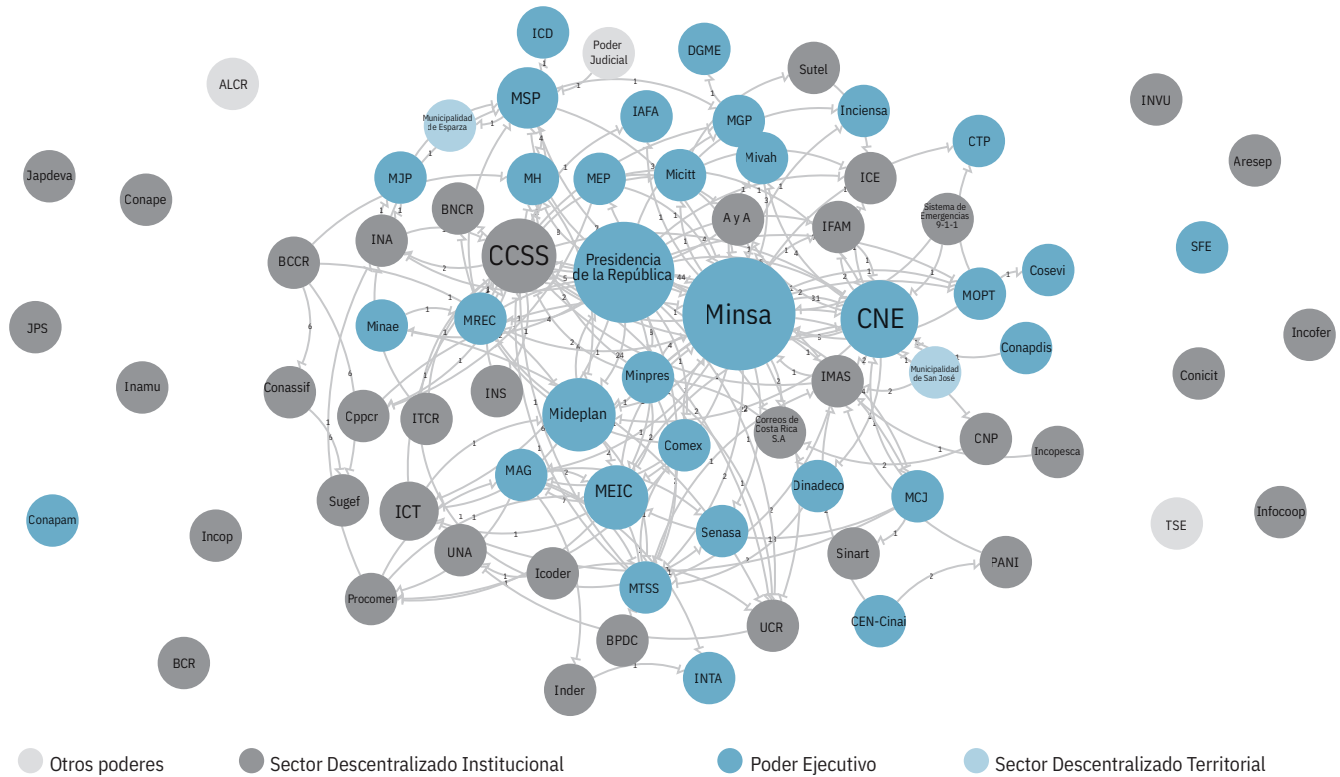 ICD
Poder
Judicial
DGME
ALCR
Sutel
MSP
IAFA
MGP
Inciensa
INVU
Municipalidad
de Esparza
CTP
Mivah
Aresep
Japdeva
MJP
MH
MEP
Micitt
ICE
Conape
BNCR
A y A
IFAM
Sistema de
Emergencias
9-1-1
INA
CCSS
SFE
BCCR
Presidencia
de la República
Cosevi
MOPT
Minsa
CNE
JPS
Minae
MREC
Incofer
Conapdis
Inamu
Conassif
INS
Minpres
IMAS
Municipalidad
de San José
Conicit
Cppcr
ITCR
Mideplan
Correos de
Costa Rica
S.A
CNP
Comex
Incopesca
MAG
Dinadeco
MEIC
MCJ
Sugef
ICT
Conapam
Infocoop
TSE
Incop
Senasa
UNA
Sinart
PANI
Icoder
MTSS
Procomer
UCR
CEN-Cinai
BPDC
BCR
INTA
Inder
Otros poderes
Sector Descentralizado Institucional
Poder Ejecutivo
Sector Descentralizado Territorial